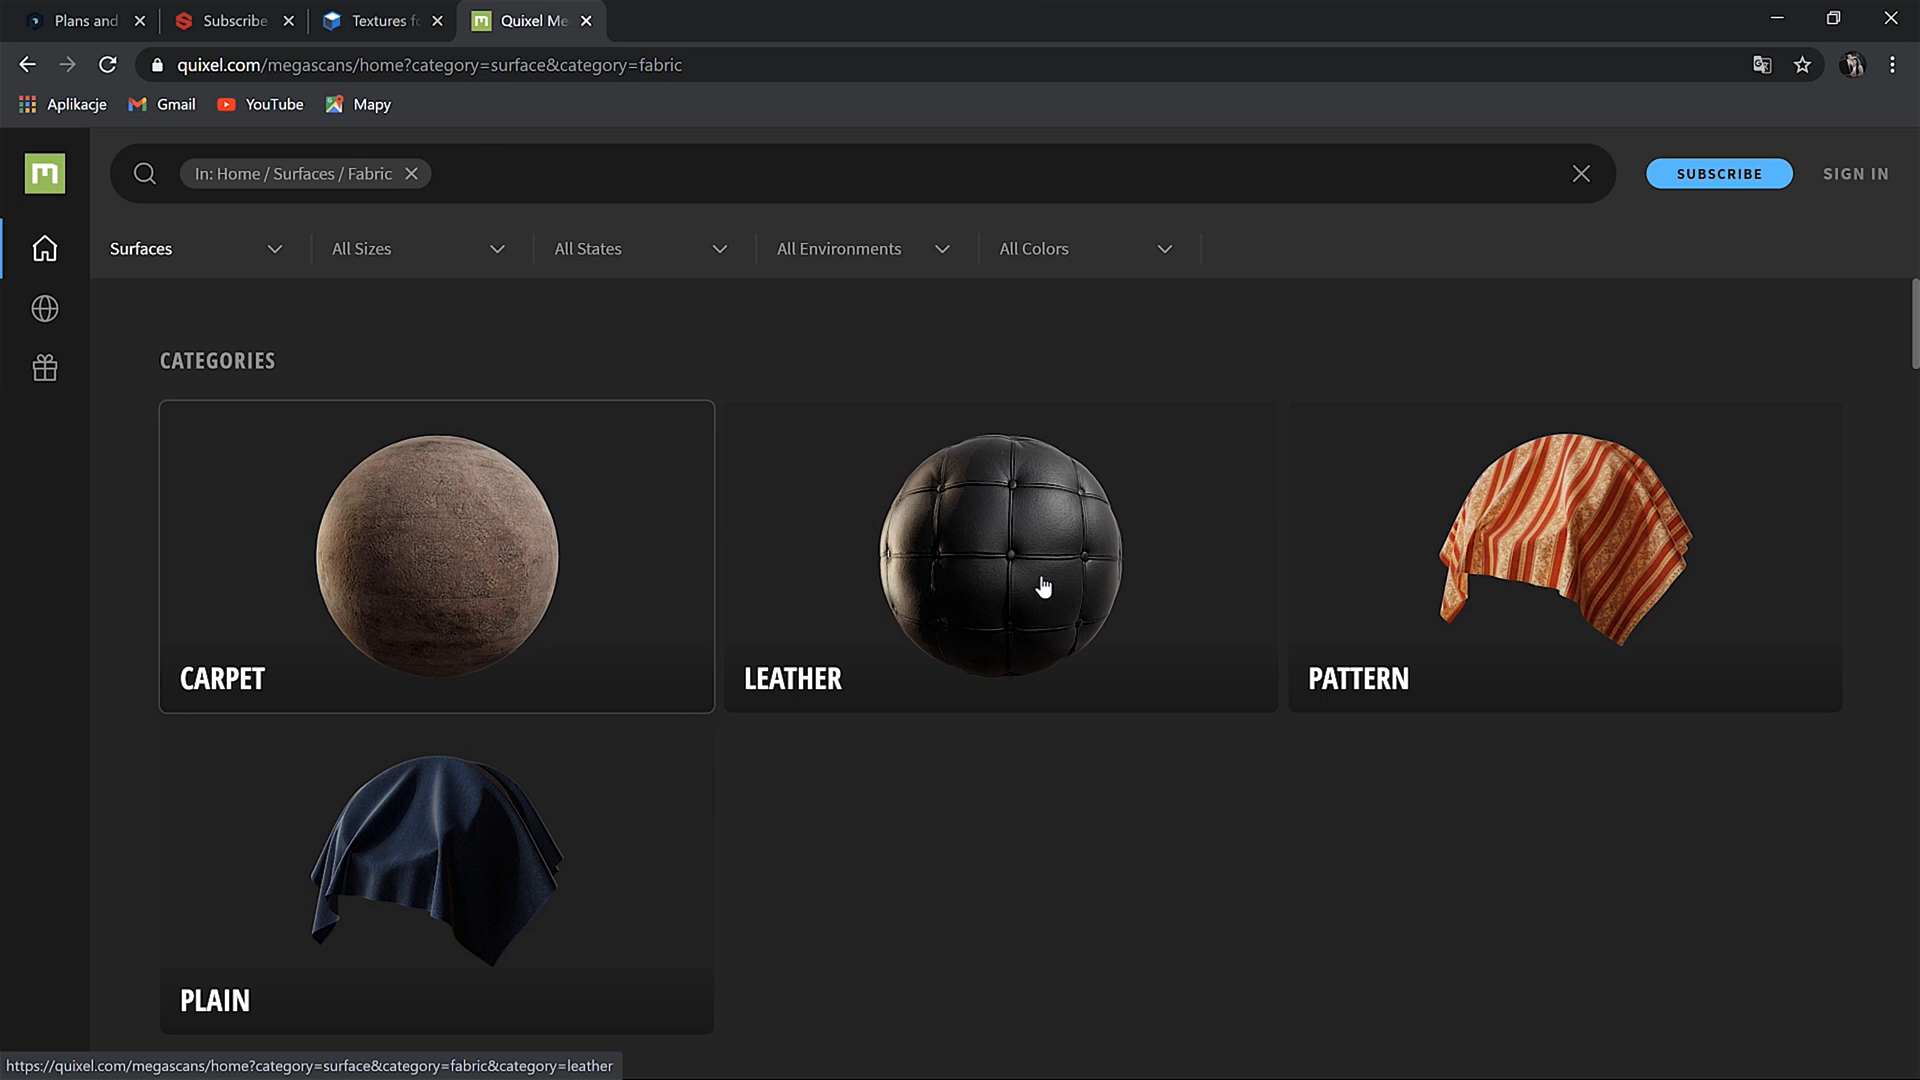 Plans and
Subscribe
Textures fo
Quixel Me
quixel.com/megascans/home?category=surface&category=fabric
Aplikacje
Gmail
YouTube
Mapy
In: Home / Surfaces / Fabric
SUBSCRIBE
SIGN IN
Surfaces
All Sizes
All States
All Environments
All Colors
CATEGORIES
CARPET
LEATHER
PATTERN
PLAIN
https://quixel.com/megascans/home?category=surface&category=fabric&category=leather